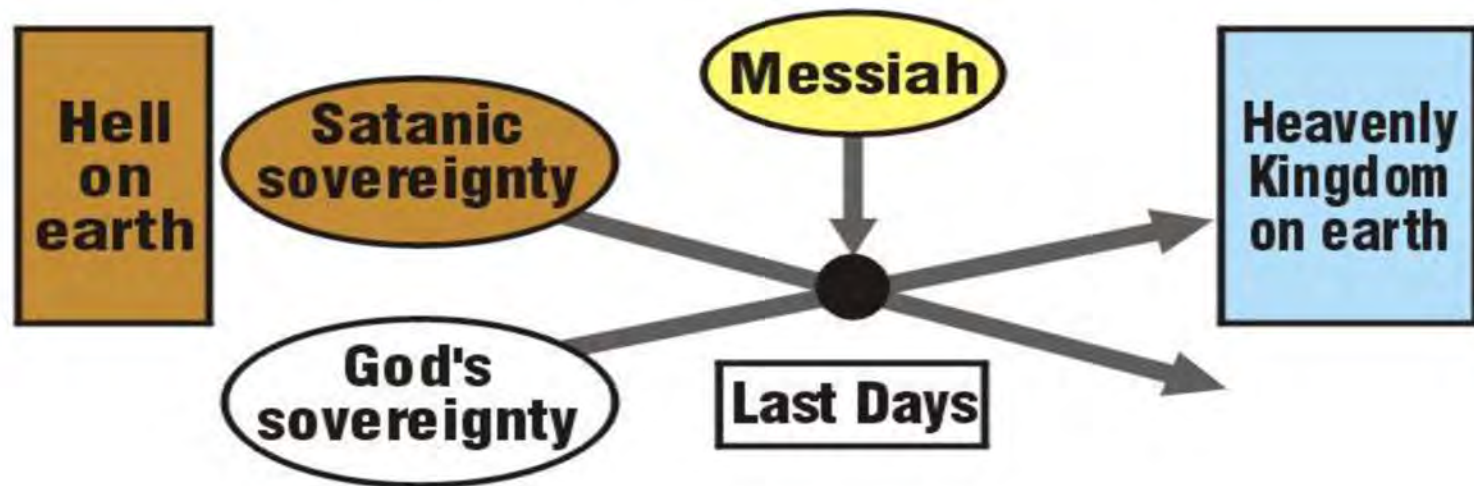 Hell
on
earth
Satanic
sovereignty
God's
sovereignty
Messiah
Last Days
Heavenly
Kingdom
on earth